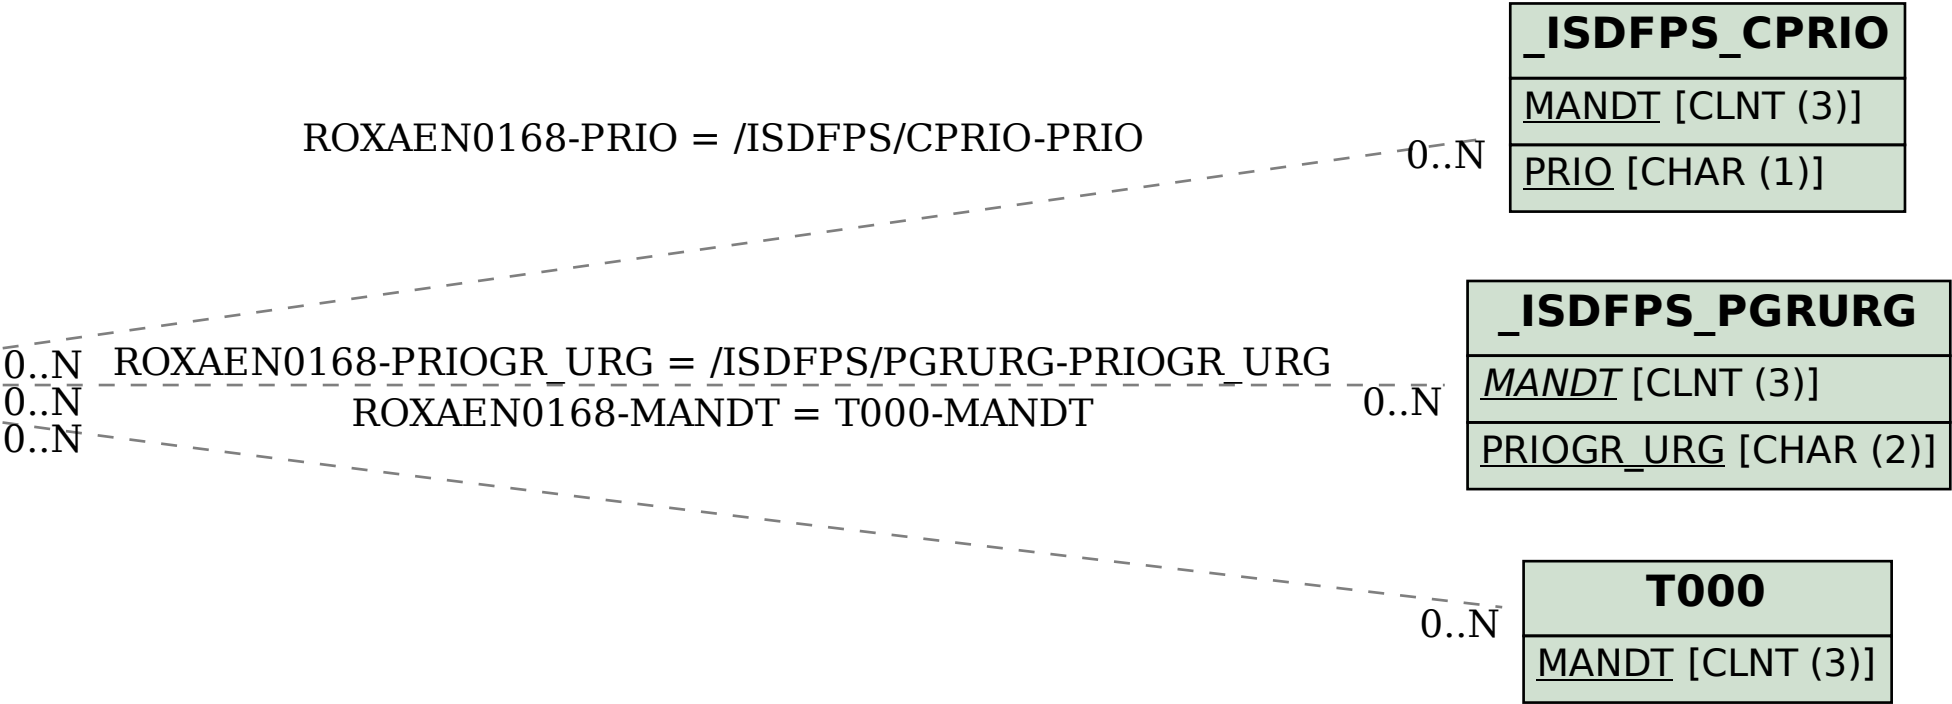 _ISDFPS_CPRIO
MANDT [CLNT (3)]
PRIO [CHAR (1)]
ROXAEN0168-PRIO = /ISDFPS/CPRIO-PRIO
0..N
_ISDFPS_PGRURG
MANDT [CLNT (3)]
PRIOGR_URG [CHAR (2)]
0..N
ROXAEN0168-PRIOGR_URG = /ISDFPS/PGRURG-PRIOGR_URG
0..N
0..N
ROXAEN0168-MANDT = T000-MANDT
0..N
0..N
T000
MANDT [CLNT (3)]